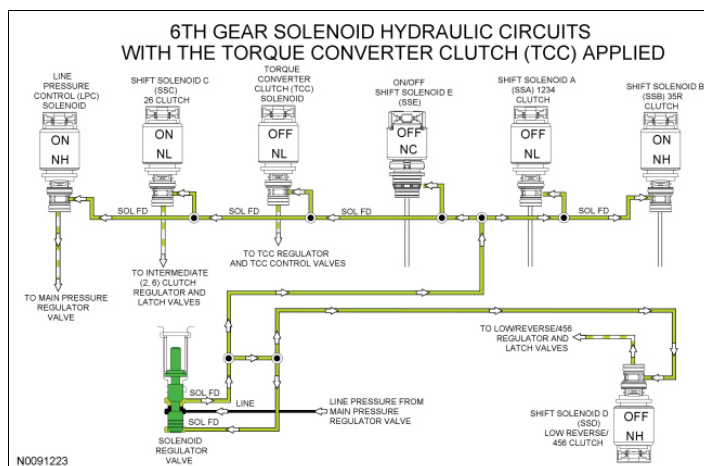 6TH GEAR SOLENOID HYDRAULIC CIRCUITS
WITH THE TORQUE CONVERTER CLUTCH (TCC) APPLIED
LINE
PRESSURE
CONTROL (LPC)
SOLENOID
SHIFT SOLENOID C
(SSC)
26 CLUTCH
TORQUE
CONVERTER
CLUTCH (TCC)
SOLENOID
ON/OFF
SHIFT SOLENOID E
(SSE)
SHIFT SOLENOID A
(SSA) 1234
CLUTCH
SHIFT SOLENOID B
(SSB) 35R
CLUTCH
ON
NH
ON
NL
OFF
NL
OFF
NC
OFF
NL
ON
NH
SOL FD
SOL FD
SOL FD
SOL FD
TO MAIN PRESSURE
REGULATOR
VALVE
TO INTERMEDIATE
(2, 6) CLUTCH
REGULATOR AND
LATCH VALVES
TO TCC REGULATOR
AND TCC CONTROL VALVES
TO LOW/REVERSE/456
REGULATOR AND
LATCH VALVES
SOL FD
LINE
SOL FD
LINE PRESSURE FROM
MAIN PRESSURE
REGULATOR VALVE
SOLENOID
REGULATOR
VALVE
SHIFT SOLENOID D
(SSD)
LOW REVERSE/
456 CLUTCH
OFF
NH
N0091223